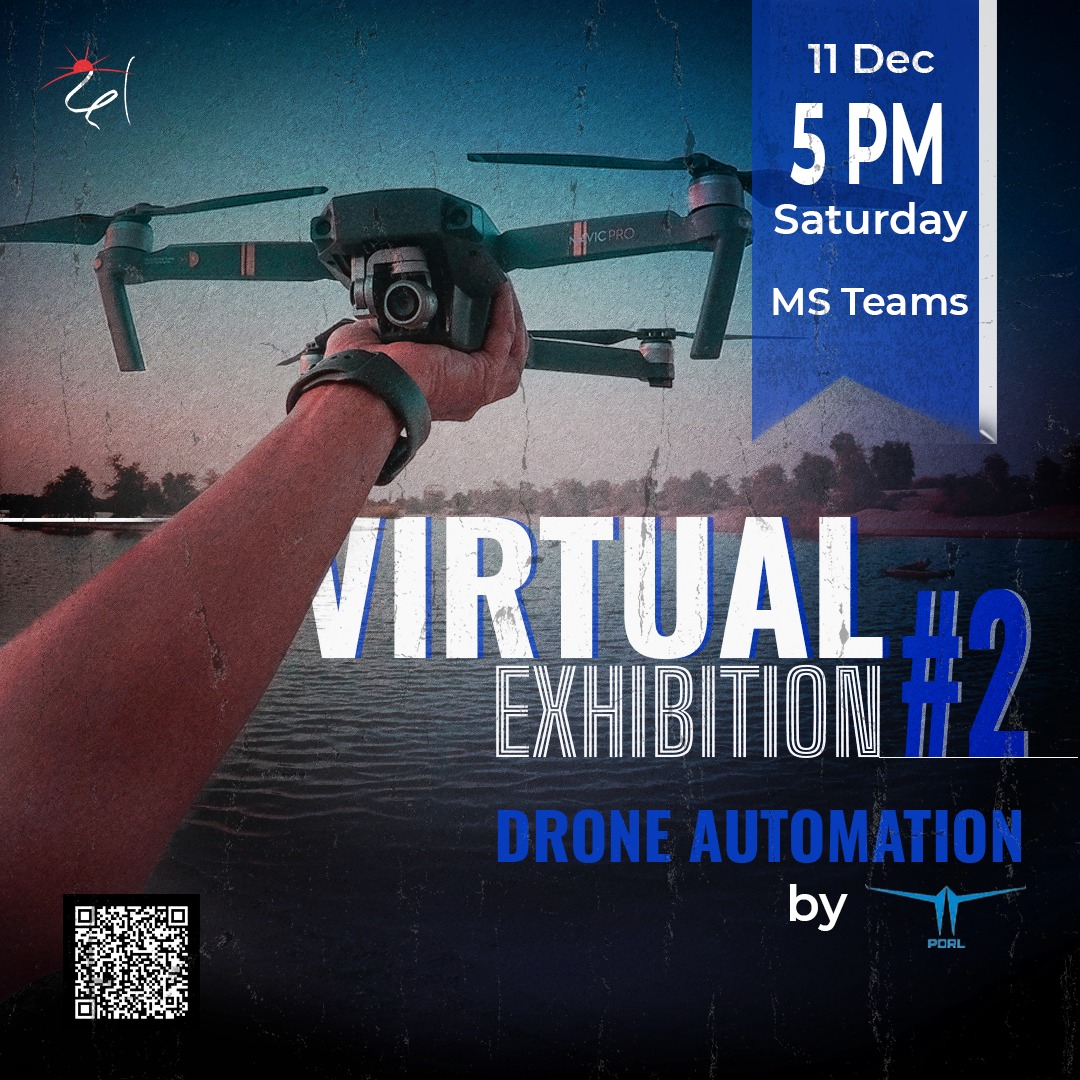 11 Dec
5 PM
Saturday
MS Teams
MAVIC PRO
VIRTUAL
EXHIBITION
#2
DRONE AUTOMATION
by
PDRL